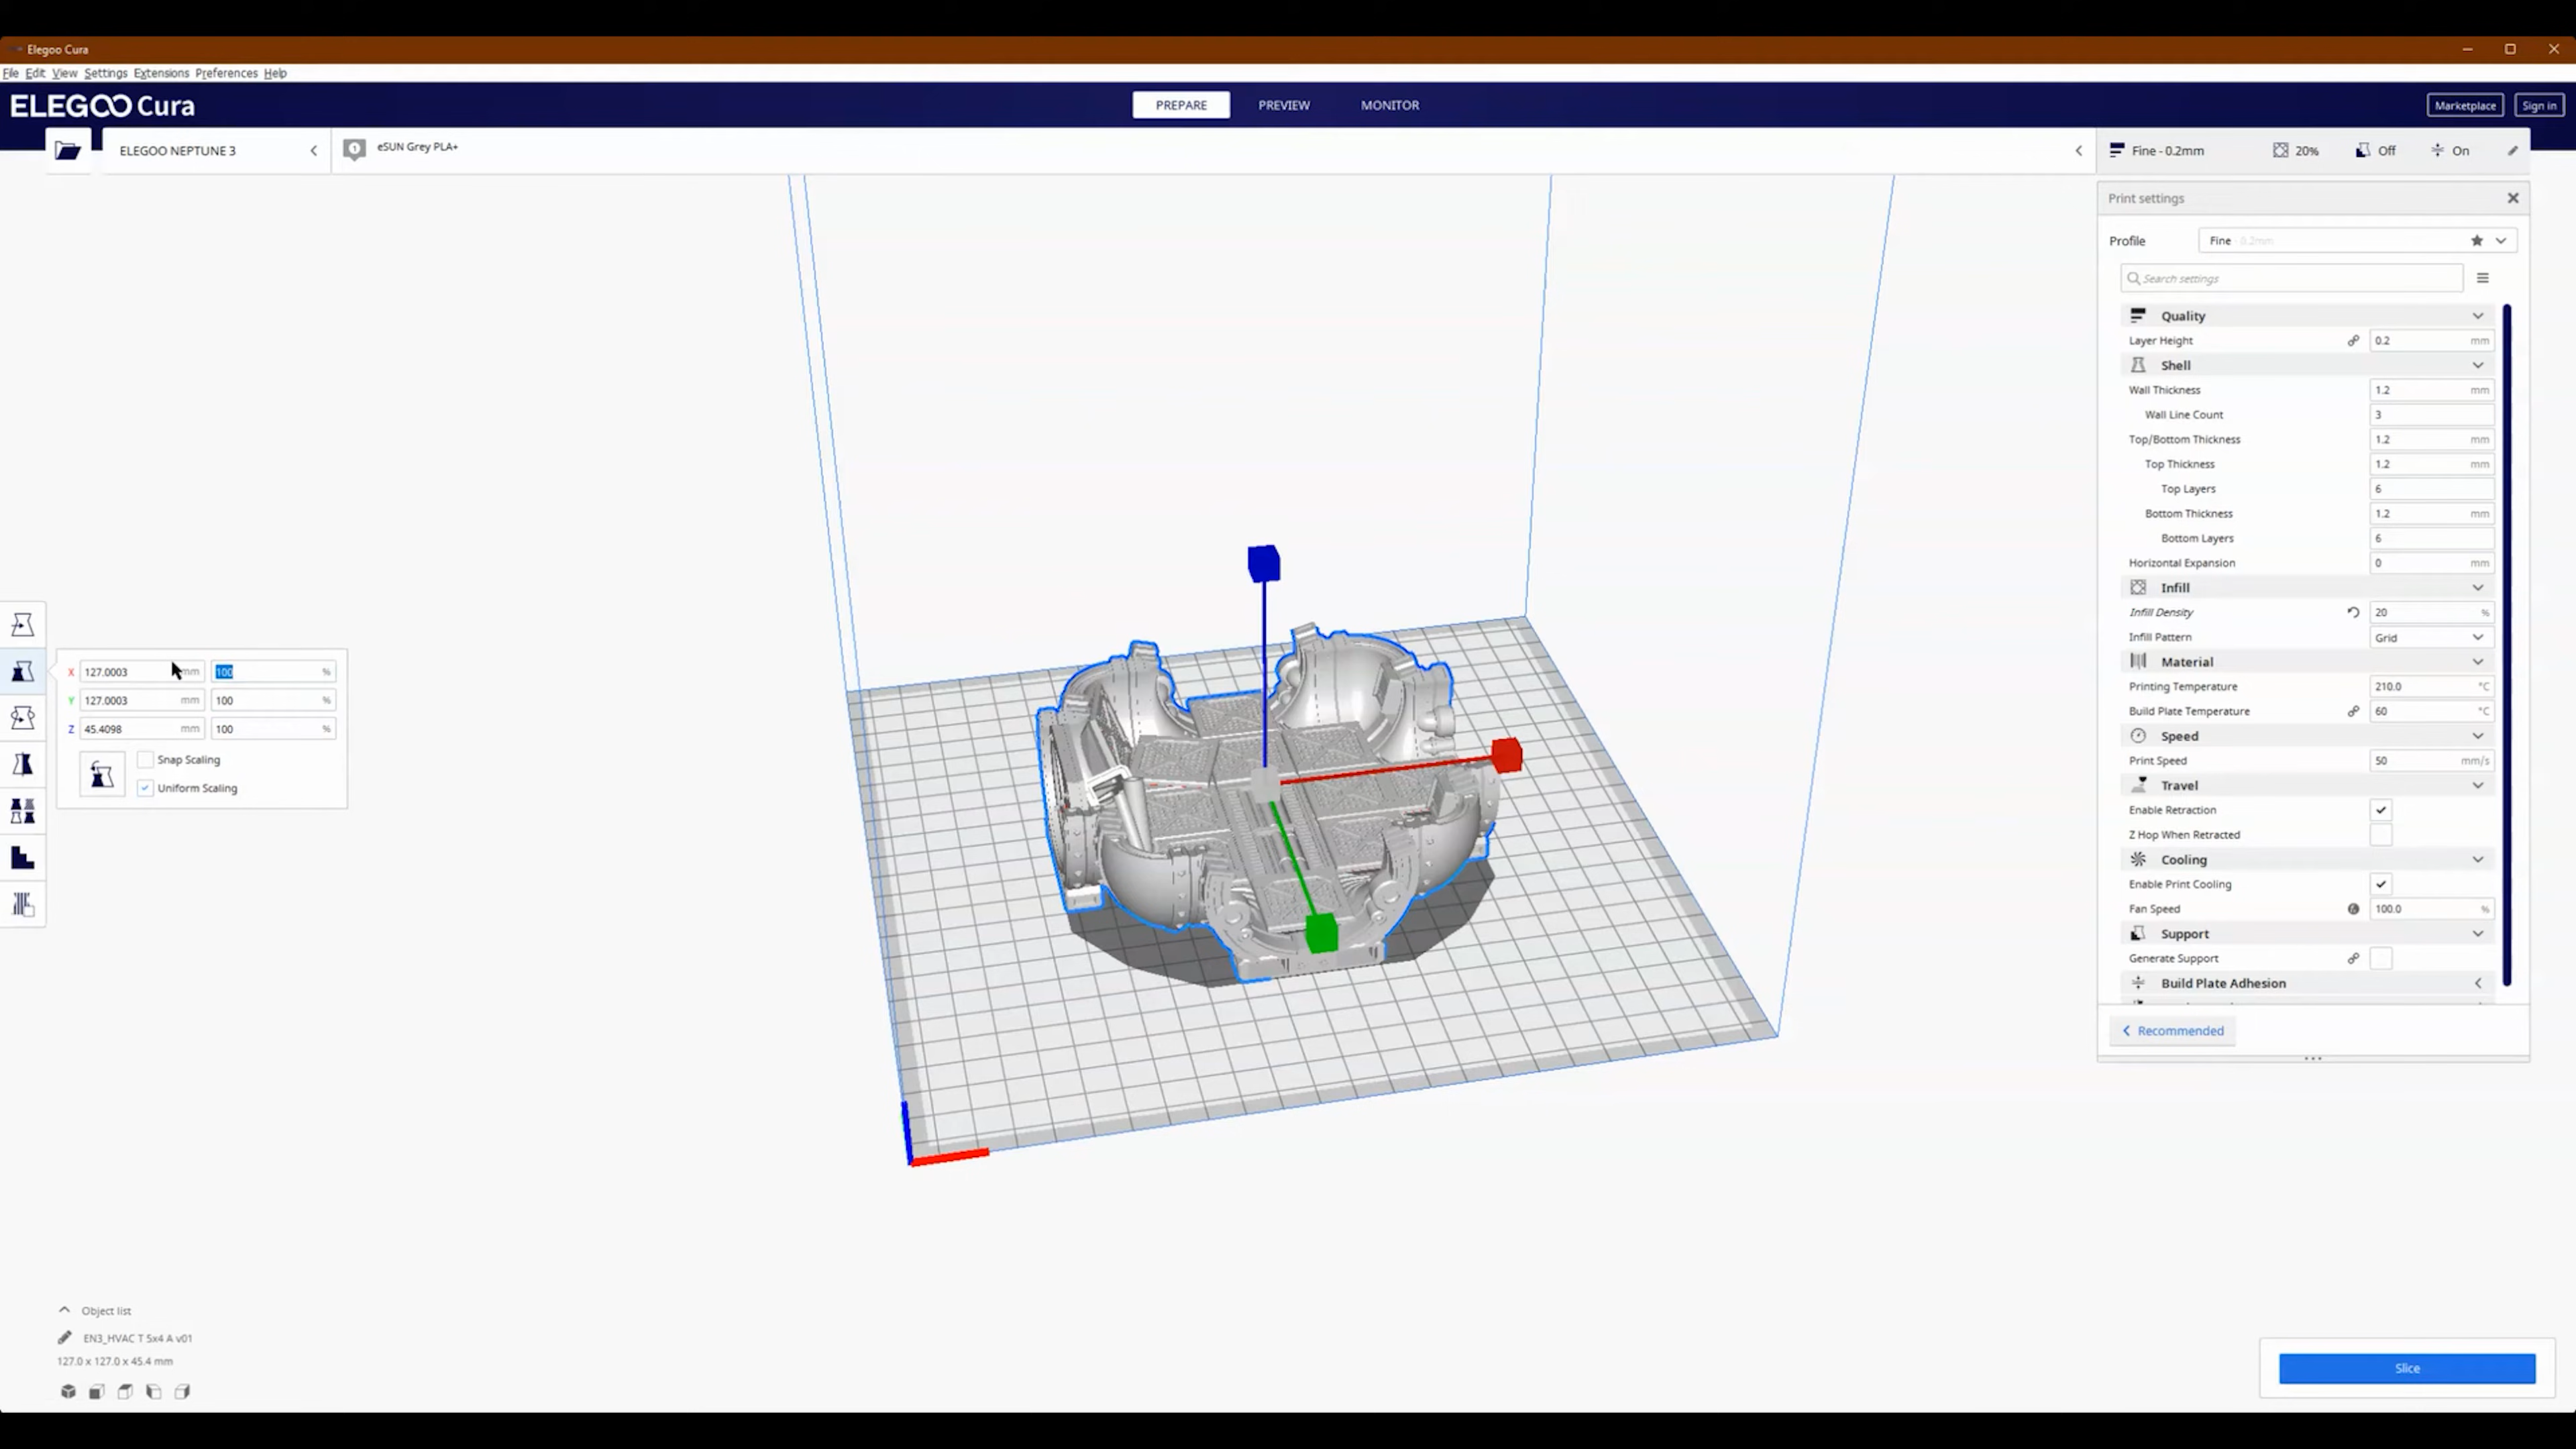 Elegoo Cura
File Edit View Settings Extensions Preferences Help
ELEGOO Cura
PREPARE PREVIEW MONITOR
Marketplace Sign in
ELEGOO NEPTUNE 3
1 eSUN Grey PLA+
Fine - 0.2mm 20% Off On
Print settings
Profile Fine - 0.2mm
Search settings
Quality
Layer Height 0.2 mm
Shell
Wall Thickness 1.2 mm
Wall Line Count 3
Top/Bottom Thickness 1.2 mm
Top Thickness 1.2 mm
Top Layers 6
Bottom Thickness 1.2 mm
Bottom Layers 6
Horizontal Expansion 0 mm
Infill
Infill Density 20 %
Infill Pattern Grid
Material
Printing Temperature 210.0 °C
Build Plate Temperature 60 °C
Speed
Print Speed 50 mm/s
Travel
Enable Retraction
Z Hop When Retracted
Cooling
Enable Print Cooling
Fan Speed 100.0 %
Support
Generate Support
Build Plate Adhesion
Recommended
X 127.0003 mm 100 %
Y 127.0003 mm 100 %
Z 45.4098 mm 100 %
Snap Scaling
Uniform Scaling
Object list
EN3_HVAC T 5x4 A v01
127.0 x 127.0 x 45.4 mm
Slice